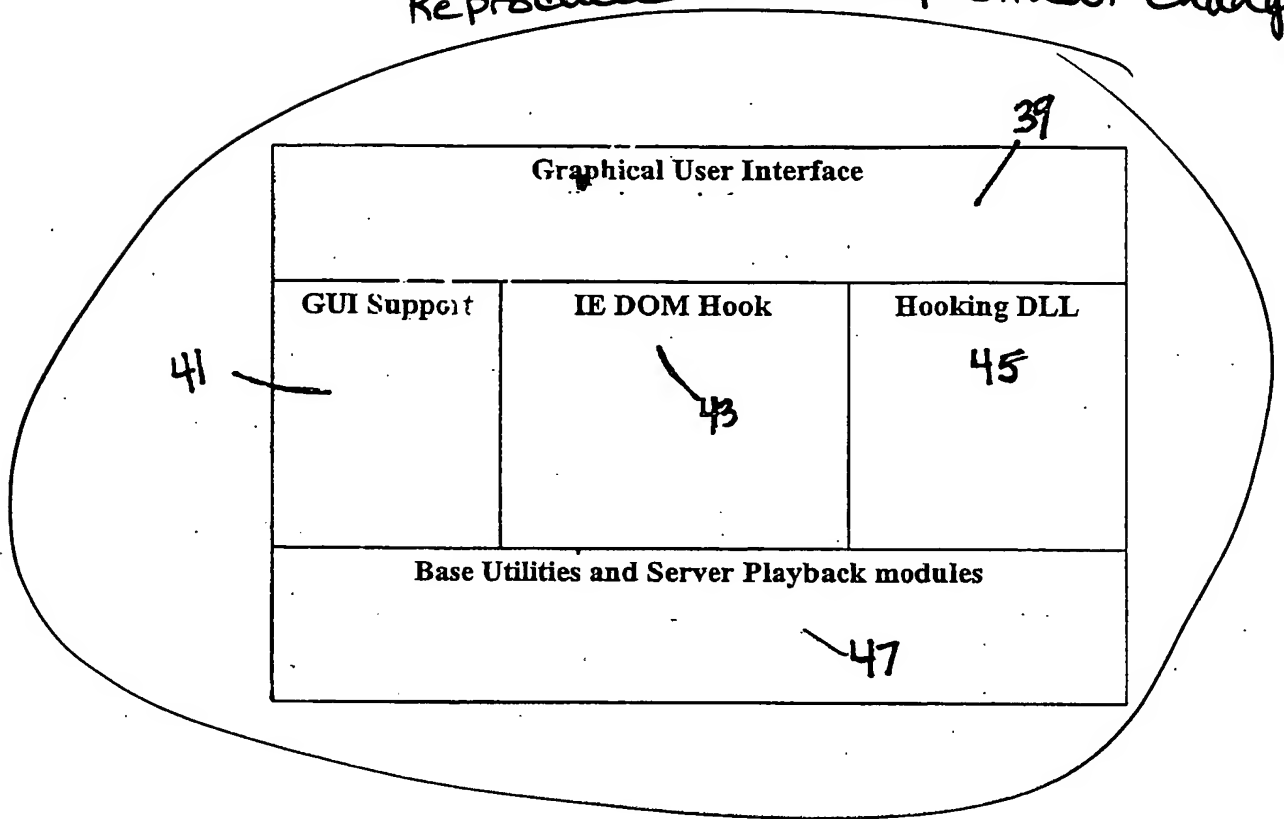 39
Graphical User Interface
GUI Support IE DOM Hook Hooking DLL
41 43 45
Base Utilities and Server Playback modules
47